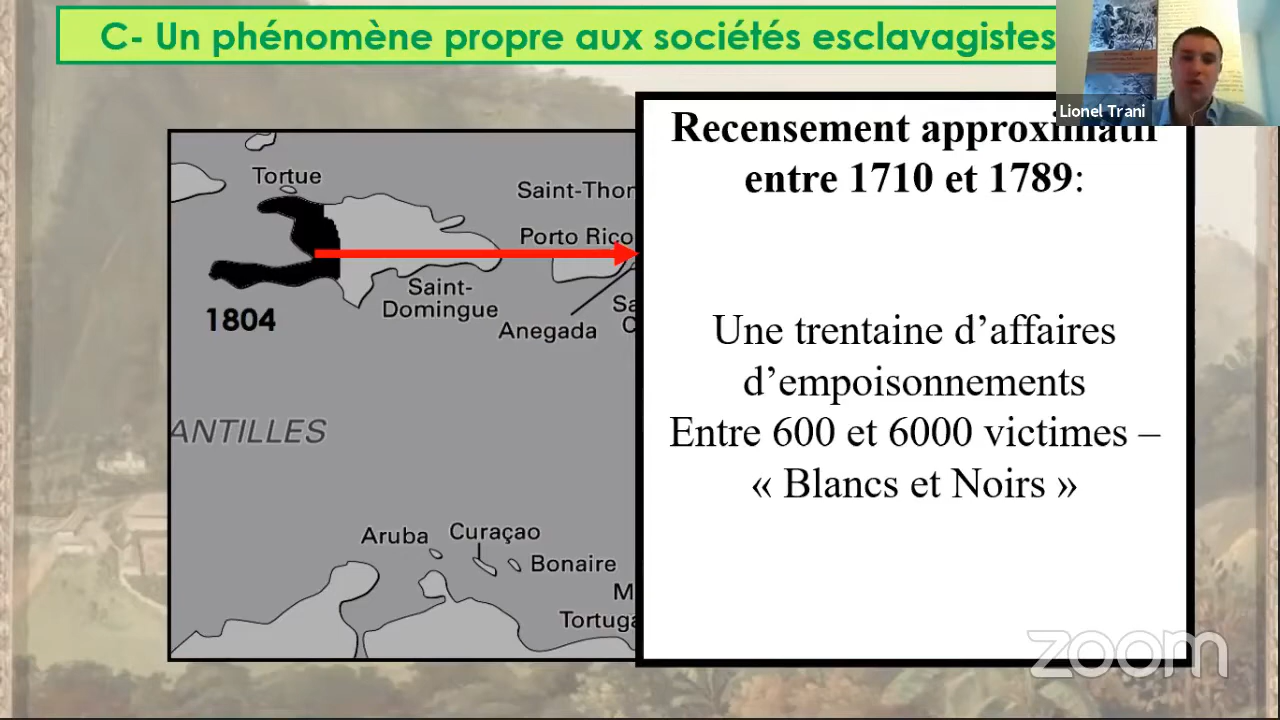 C- Un phénomène propre aux sociétés esclavagistes
Lionel Trani
Recensement approximatif
entre 1710 et 1789:
Une trentaine d’affaires
d’empoisonnements
Entre 600 et 6000 victimes –
« Blancs et Noirs »
Tortue
Saint-Thom
Porto Rico
Saint-
Domingue
Sa
C
Anegada
1804
ANTILLES
Aruba
Curaçao
Bonaire
M
Tortuga
zoom